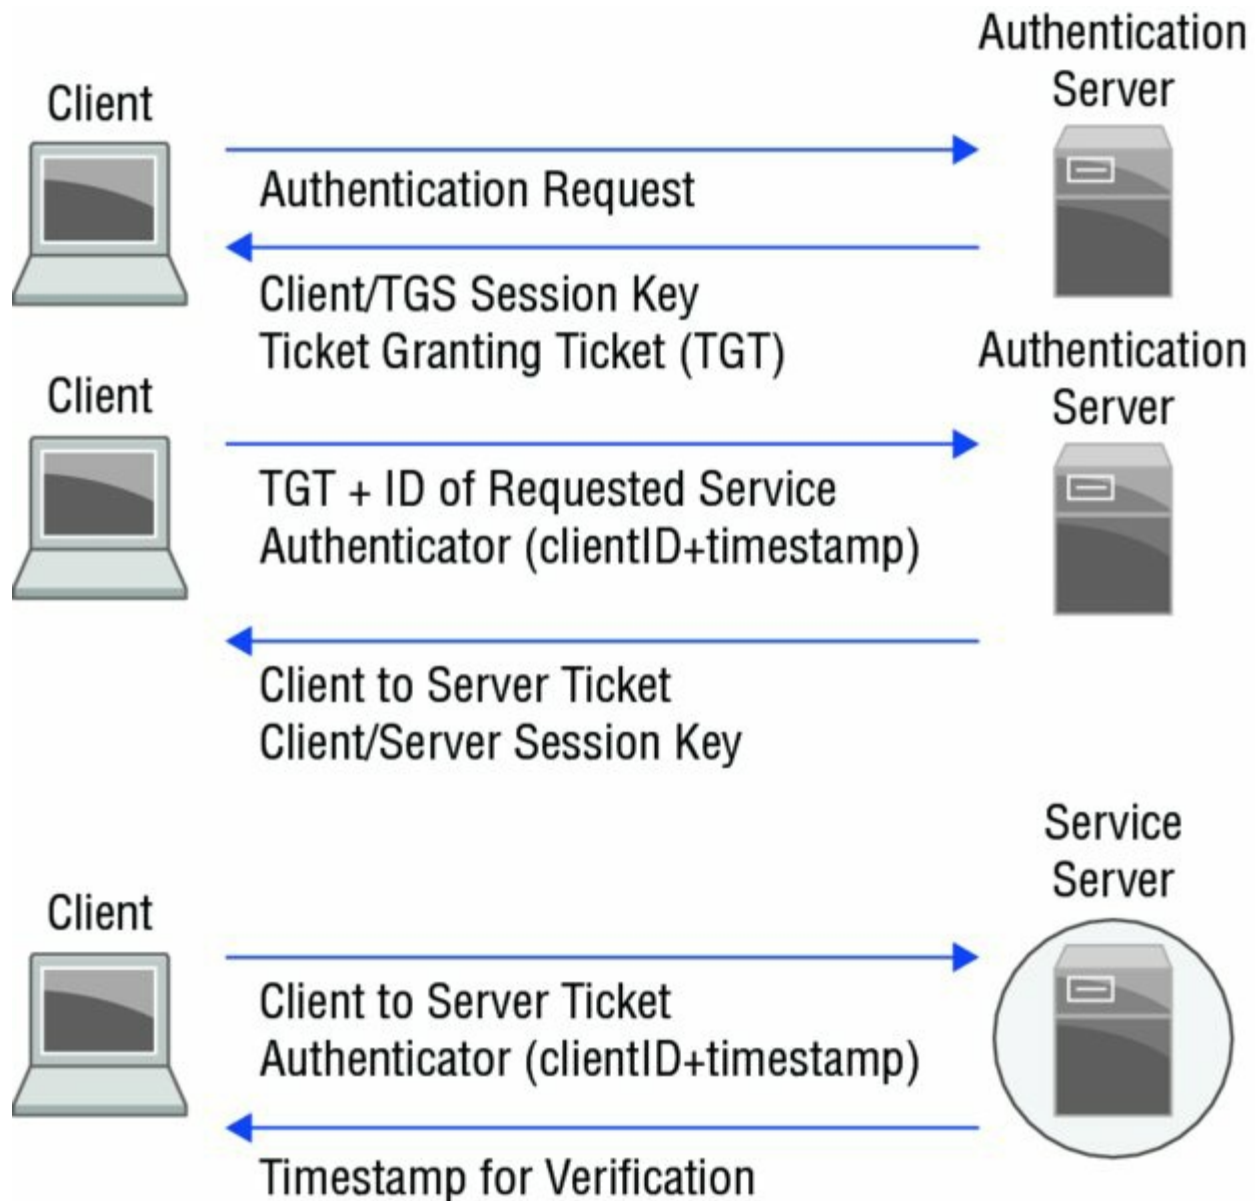 Authentication
Server
Client
Authentication Request
Client/TGS Session Key
Ticket Granting Ticket (TGT)
Authentication
Server
Client
TGT + ID of Requested Service
Authenticator (clientID+timestamp)
Client to Server Ticket
Client/Server Session Key
Service
Server
Client
Client to Server Ticket
Authenticator (clientID+timestamp)
Timestamp for Verification